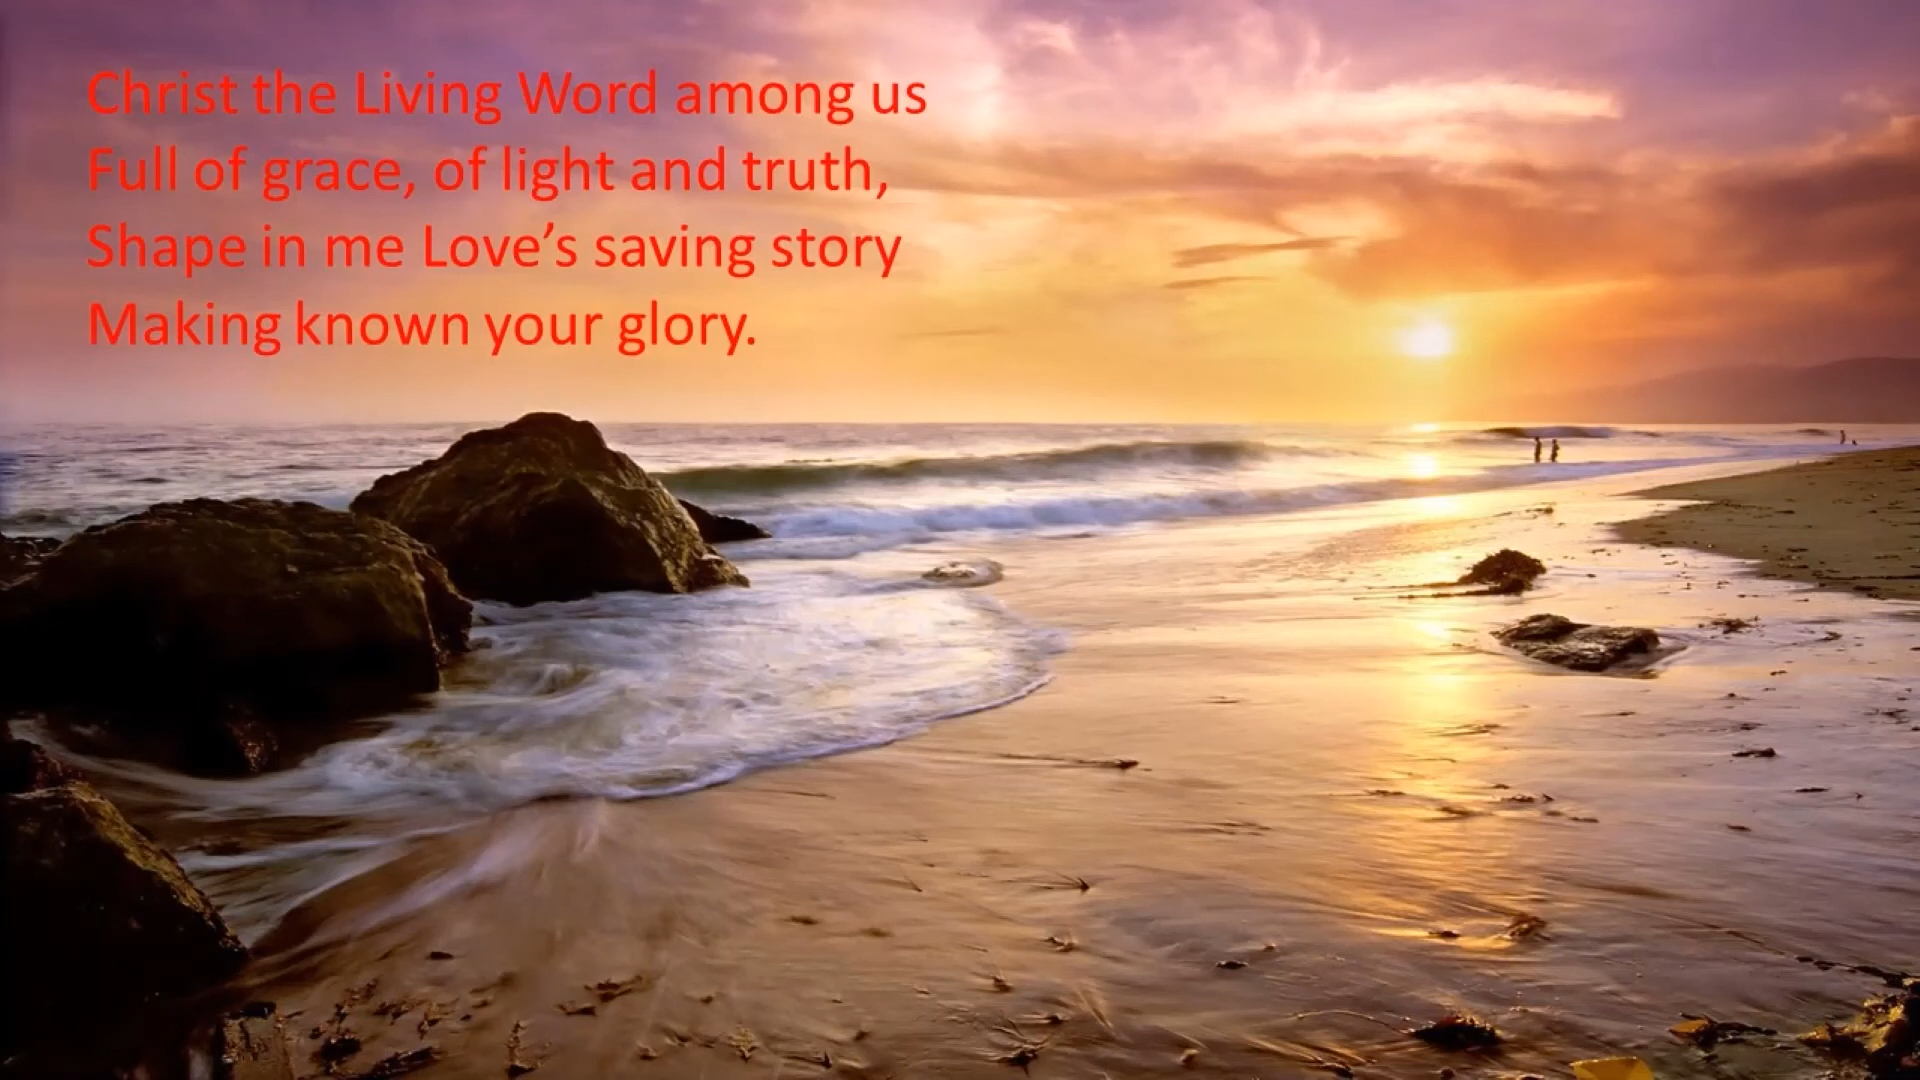 Christ the Living Word among us
Full of grace, of light and truth,
Shape in me Love’s saving story
Making known your glory.